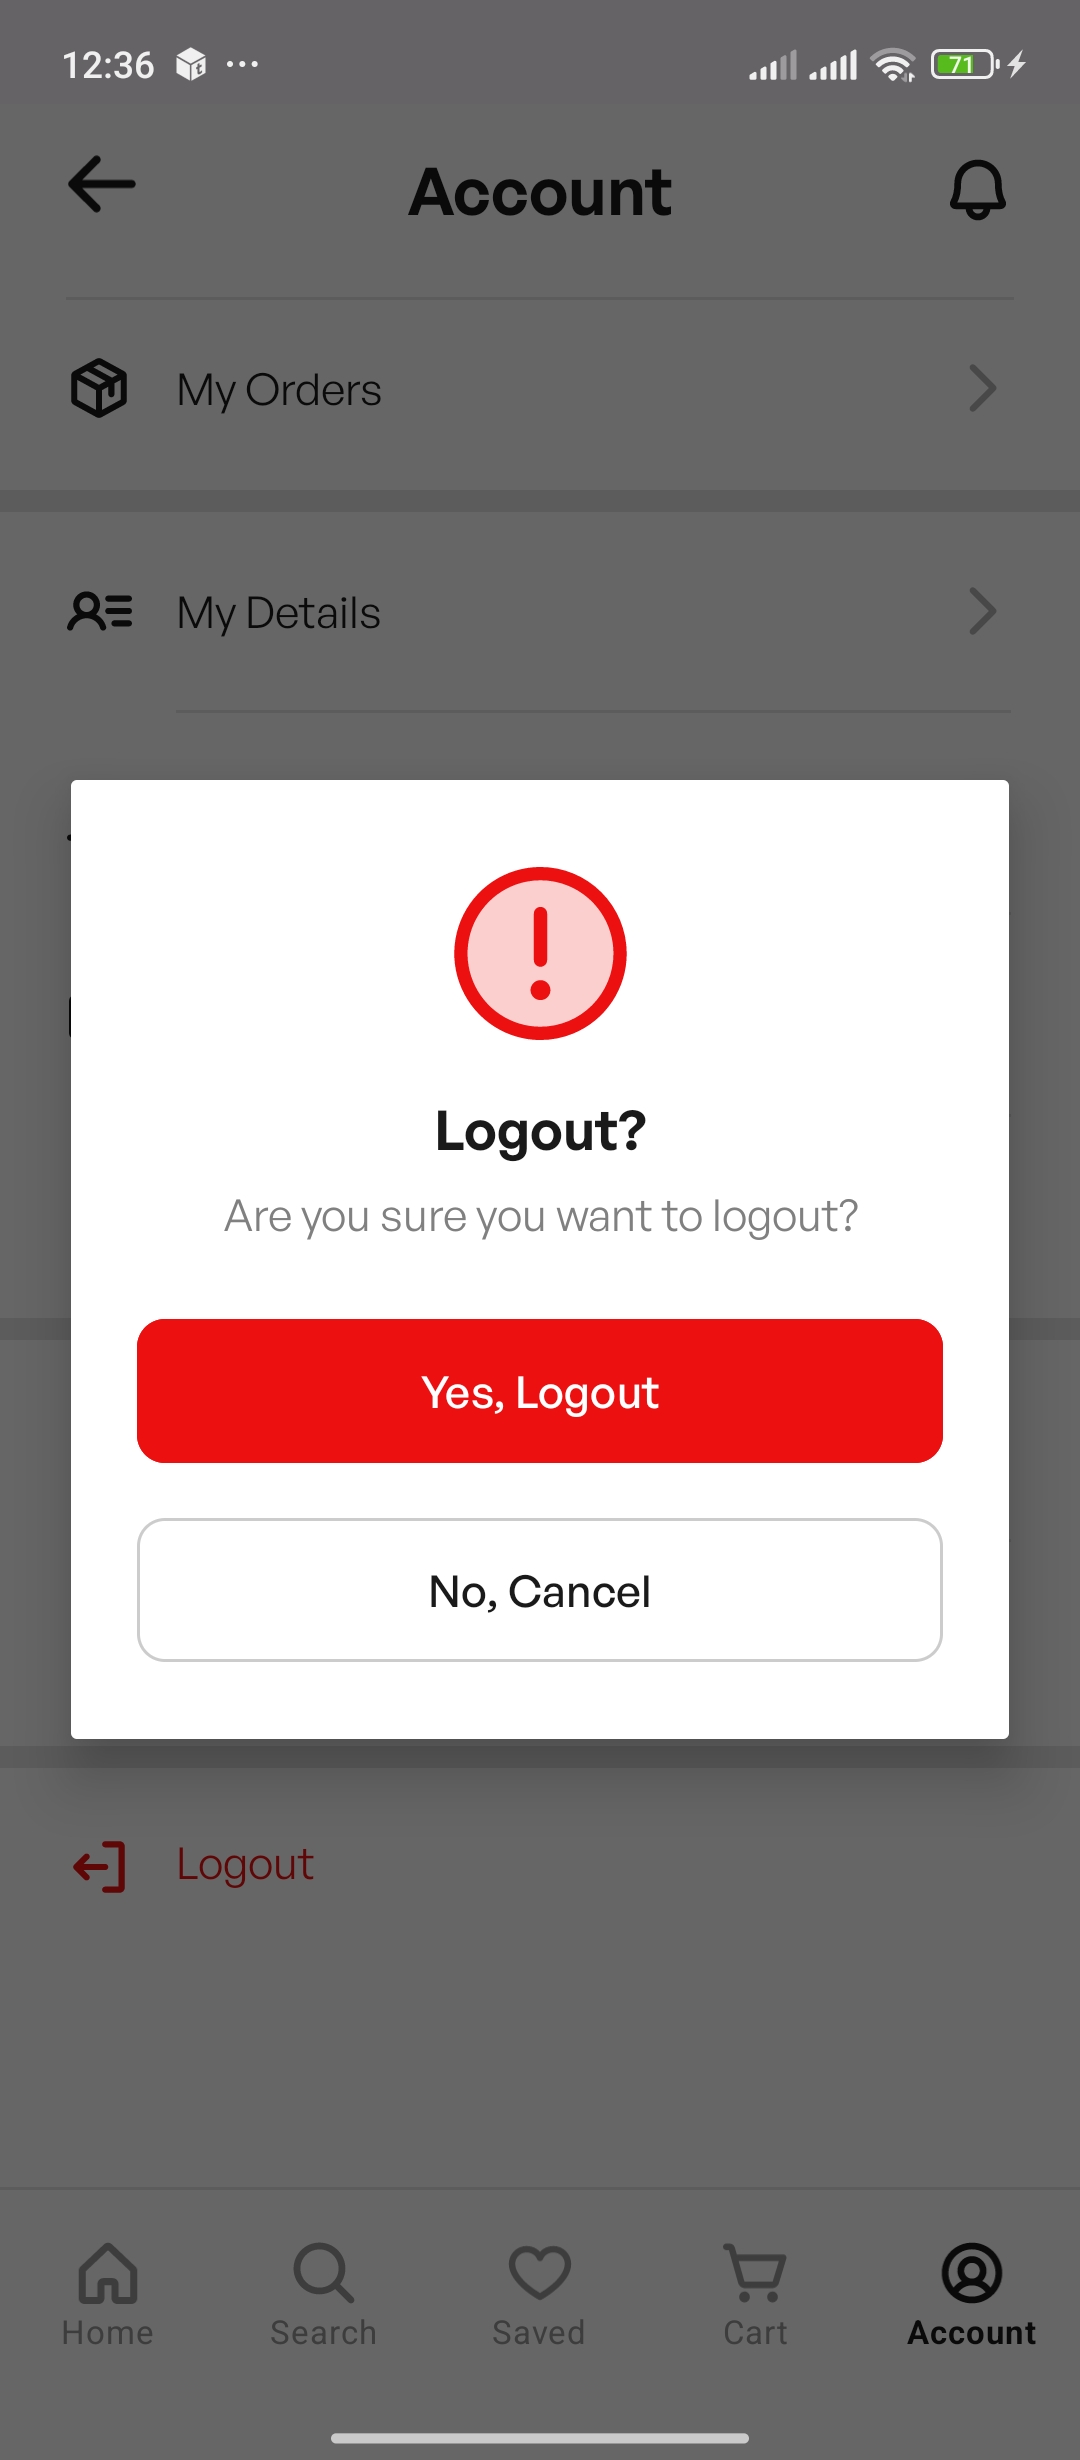 12:36
71
Account
My Orders
My Details
Logout?
Are you sure you want to logout?
Yes, Logout
No, Cancel
Logout
Home
Search
Saved
Cart
Account